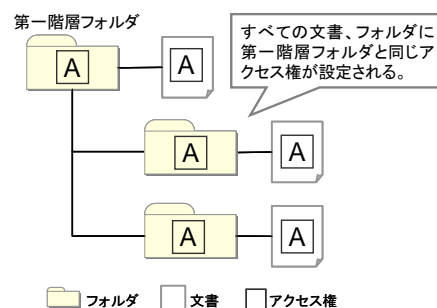 第一階層フォルダ
すべての文書、フォルダに
第一階層フォルダと同じア
クセス権が設定される。
A
A
A
A
A
A
フォルダ 文書 アクセス権